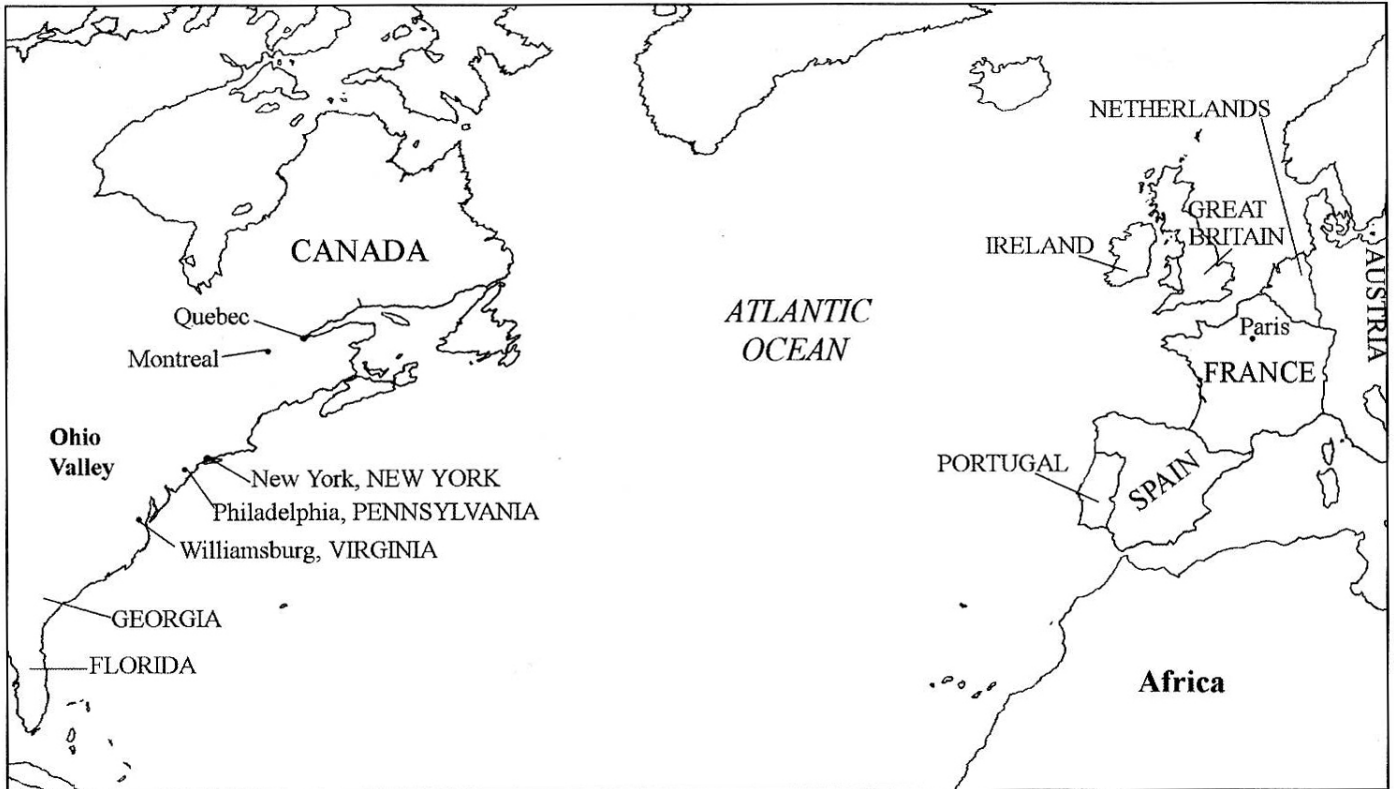 NETHERLANDS
GREAT
BRITAIN
IRELAND
AUSTRIA
CANADA
Quebec
Montreal
ATLANTIC
OCEAN
Paris
FRANCE
Ohio
Valley
New York, NEW YORK
Philadelphia, PENNSYLVANIA
Williamsburg, VIRGINIA
PORTUGAL
SPAIN
GEORGIA
FLORIDA
Africa